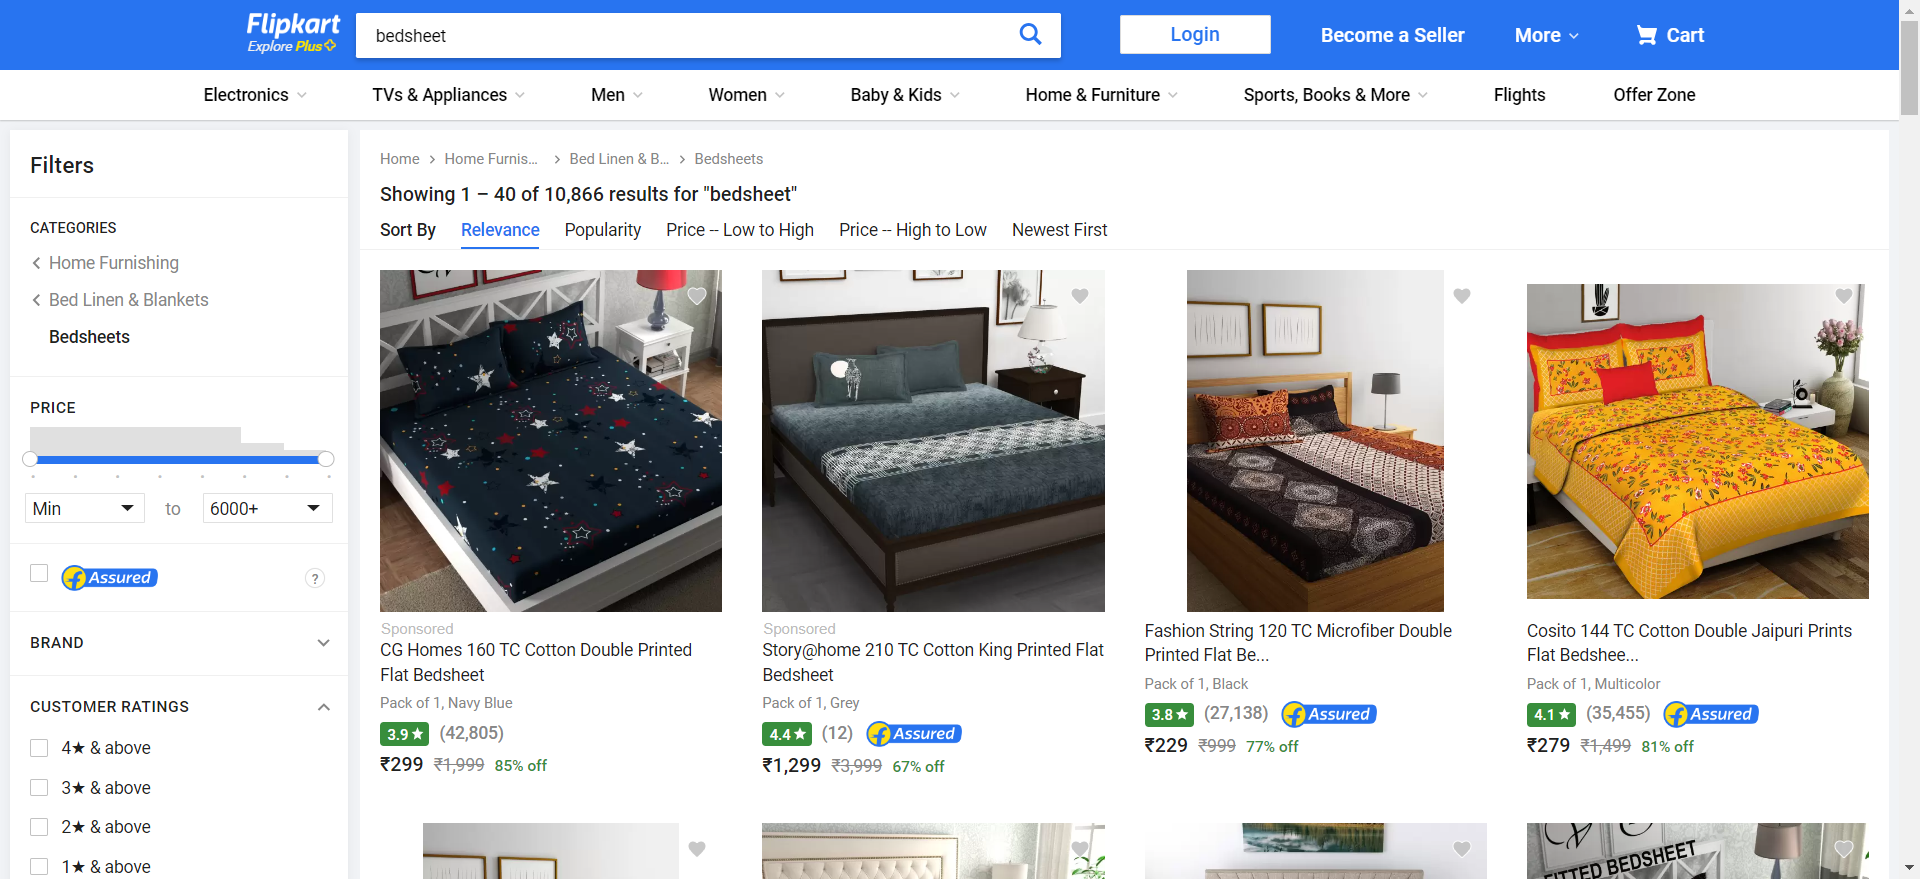 Flipkart
Explore Plus
bedsheet
Login
Become a Seller
More
Cart
Electronics
TVs & Appliances
Men
Women
Baby & Kids
Home & Furniture
Sports, Books & More
Flights
Offer Zone
Filters
CATEGORIES
Home Furnishing
Bed Linen & Blankets
Bedsheets
PRICE
Min
to
6000+
Assured
?
BRAND
CUSTOMER RATINGS
4★ & above
3★ & above
2★ & above
1★ & above
Home > Home Furnis... > Bed Linen & B... > Bedsheets
Showing 1 – 40 of 10,866 results for "bedsheet"
Sort By
Relevance
Popularity
Price -- Low to High
Price -- High to Low
Newest First
Sponsored
CG Homes 160 TC Cotton Double Printed
Flat Bedsheet
Pack of 1, Navy Blue
3.9★ (42,805)
₹299 ₹1,999 85% off
Sponsored
Story@home 210 TC Cotton King Printed Flat
Bedsheet
Pack of 1, Grey
4.4★ (12) Assured
₹1,299 ₹3,999 67% off
Fashion String 120 TC Microfiber Double
Printed Flat Be...
Pack of 1, Black
3.8★ (27,138) Assured
₹229 ₹999 77% off
Cosito 144 TC Cotton Double Jaipuri Prints
Flat Bedshee...
Pack of 1, Multicolor
4.1★ (35,455) Assured
₹279 ₹1,499 81% off
FITTED BEDSHEET